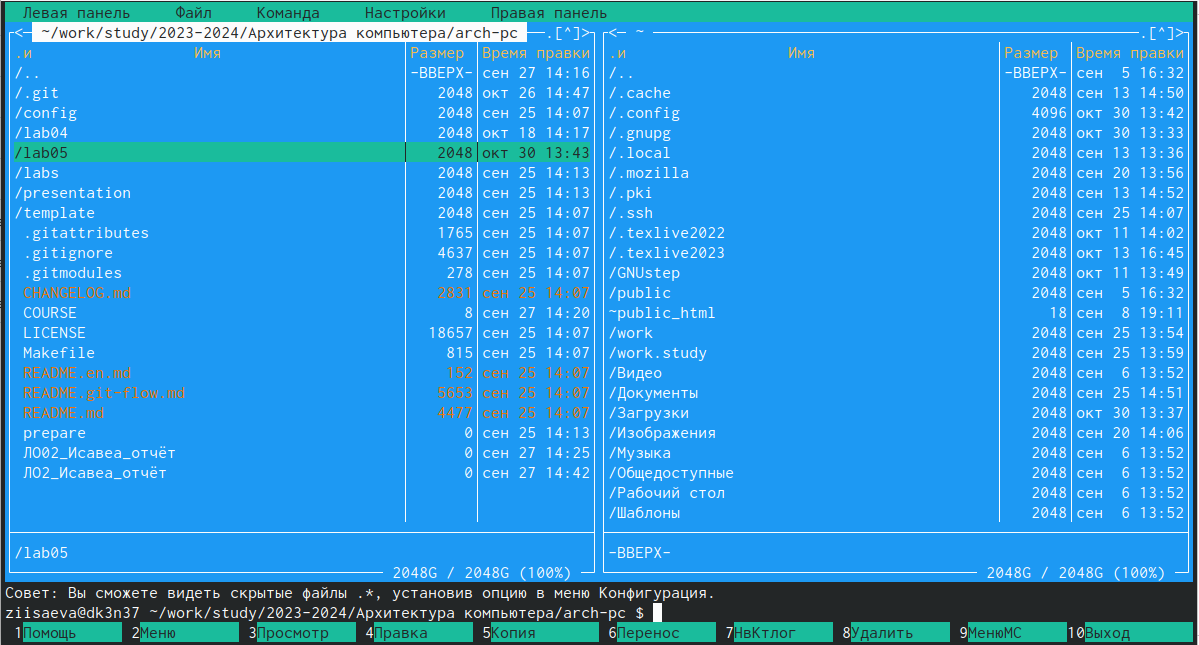 Левая панель Файл Команда Настройки Правая панель
<— ~/work/study/2023-2024/Архитектура компьютера/arch-pc —.[^]> <— ~ —.[^]>
.и Имя Размер Время правки .и Имя Размер Время правки
/.. -ВВЕРХ- сен 27 14:16 /.. -ВВЕРХ- сен 5 16:32
/.git 2048 окт 26 14:47 /.cache 2048 сен 13 14:50
/config 2048 сен 25 14:07 /.config 4096 окт 30 13:42
/lab04 2048 окт 18 14:17 /.gnupg 2048 окт 30 13:33
/lab05 2048 окт 30 13:43 /.local 2048 сен 13 13:36
/labs 2048 сен 25 14:13 /.mozilla 2048 сен 20 13:56
/presentation 2048 сен 25 14:13 /.pki 2048 сен 13 14:52
/template 2048 сен 25 14:07 /.ssh 2048 сен 25 14:07
.gitattributes 1765 сен 25 14:07 /.texlive2022 2048 окт 11 14:02
.gitignore 4637 сен 25 14:07 /.texlive2023 2048 окт 13 16:45
.gitmodules 278 сен 25 14:07 /GNUstep 2048 окт 11 13:49
CHANGELOG.md 2831 сен 25 14:07 /public 2048 сен 5 16:32
COURSE 8 сен 27 14:20 ~public_html 18 сен 8 19:11
LICENSE 18657 сен 25 14:07 /work 2048 сен 25 13:54
Makefile 815 сен 25 14:07 /work.study 2048 сен 25 13:59
README.en.md 152 сен 25 14:07 /Видео 2048 сен 6 13:52
README.git-flow.md 5653 сен 25 14:07 /Документы 2048 сен 25 14:51
README.md 4477 сен 25 14:07 /Загрузки 2048 окт 30 13:37
prepare 0 сен 25 14:13 /Изображения 2048 сен 20 14:06
ЛО02_Исавеа_отчёт 0 сен 27 14:25 /Музыка 2048 сен 6 13:52
ЛО2_Исавеа_отчёт 0 сен 27 14:42 /Общедоступные 2048 сен 6 13:52
/Рабочий стол 2048 сен 6 13:52
/Шаблоны 2048 сен 6 13:52
/lab05 -ВВЕРХ-
2048G / 2048G (100%) 2048G / 2048G (100%)
Совет: Вы сможете видеть скрытые файлы .*, установив опцию в меню Конфигурация.
ziisaeva@dk3n37 ~/work/study/2023-2024/Архитектура компьютера/arch-pc $
1Помощь 2Меню 3Просмотр 4Правка 5Копия 6Перенос 7НвКтлог 8Удалить 9МенюМС 10Выход